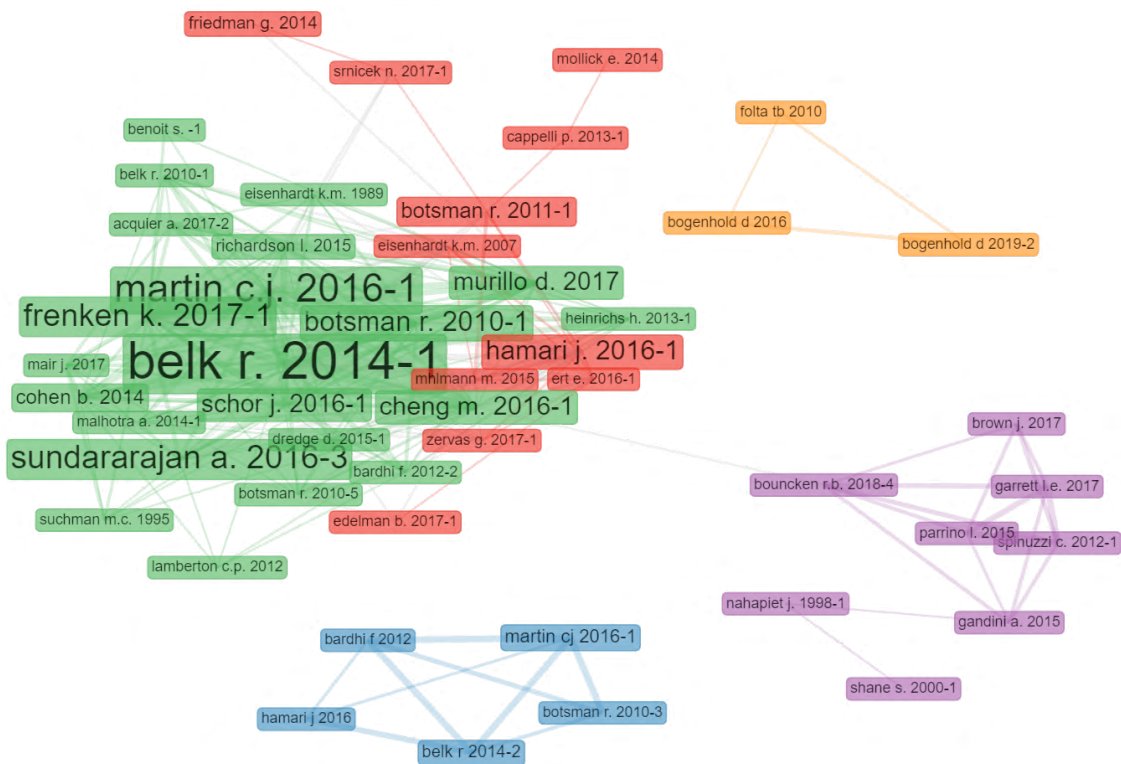 friedman g. 2014
srnicek n. 2017-1
mollick e. 2014
folta tb 2010
benoit s. -1
cappelli p. 2013-1
belk r. 2010-1
eisenhardt k.m. 1989
botsman r. 2011-1
acquier a. 2017-2
bogenhold d 2016
richardson l. 2015
eisenhardt k.m. 2007
bogenhold d 2019-2
martin c.j. 2016-1
murillo d. 2017
frenken k. 2017-1
botsman r. 2010-1
heinrichs h. 2013-1
belk r. 2014-1
hamari j. 2016-1
mair j. 2017
mhlmann m. 2015
ert e. 2016-1
cohen b. 2014
schor j. 2016-1
cheng m. 2016-1
malhotra a. 2014-1
brown j. 2017
dredge d. 2015-1
zervas g. 2017-1
sundararajan a. 2016-3
bardhi f. 2012-2
bouncken r.b. 2018-4
garrett l.e. 2017
botsman r. 2010-5
suchman m.c. 1995
edelman b. 2017-1
parrino l. 2015
spinuzzi c. 2012-1
lamberton c.p. 2012
nahapiet j. 1998-1
gandini a. 2015
bardhi f 2012
martin cj 2016-1
shane s. 2000-1
hamari j 2016
botsman r. 2010-3
belk r 2014-2